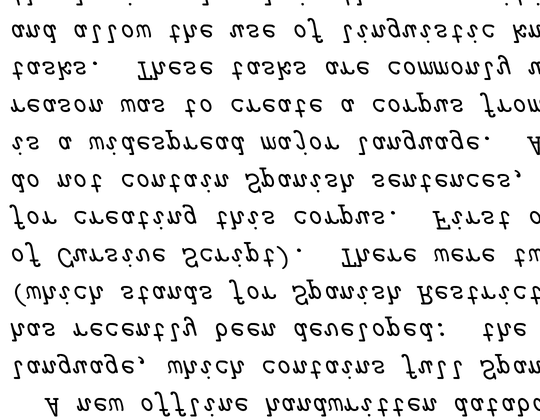 A new offline handwritten databa
language, which contains full Span
has recently been developed: the
(which stands for Spanish Restrict
of Cursive Script). There were tw
for creating this corpus. First o
do not contain Spanish sentences,
is a widespread major language. A
reason was to create a corpus from
tasks. These tasks are commonly u
and allow the use of linguistic kn